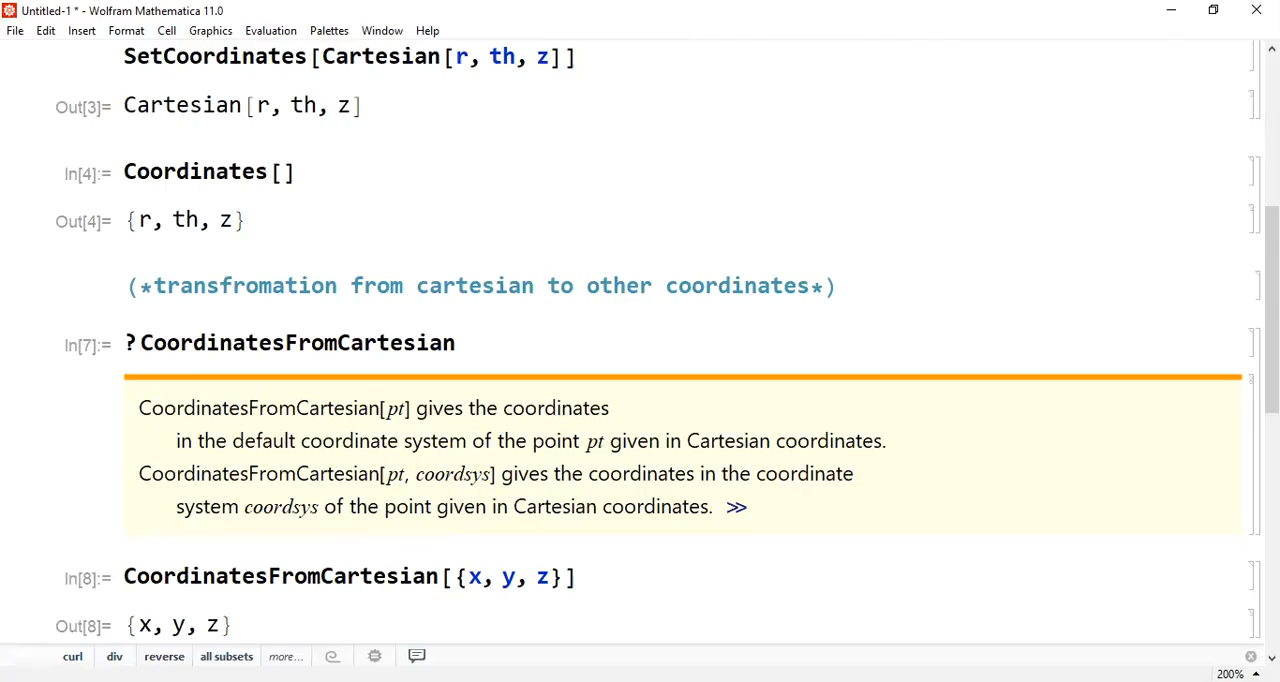 Untitled-1 * - Wolfram Mathematica 11.0
File Edit Insert Format Cell Graphics Evaluation Palettes Window Help
SetCoordinates[Cartesian[r, th, z]]
Out[3]= Cartesian[r, th, z]
In[4]:= Coordinates[]
Out[4]= {r, th, z}
(*transfromation from cartesian to other coordinates*)
In[7]:= ? CoordinatesFromCartesian
CoordinatesFromCartesian[pt] gives the coordinates
in the default coordinate system of the point pt given in Cartesian coordinates.
CoordinatesFromCartesian[pt, coordsys] gives the coordinates in the coordinate
system coordsys of the point given in Cartesian coordinates. >>
In[8]:= CoordinatesFromCartesian[{x, y, z}]
Out[8]= {x, y, z}
curl div reverse all subsets more...
200%